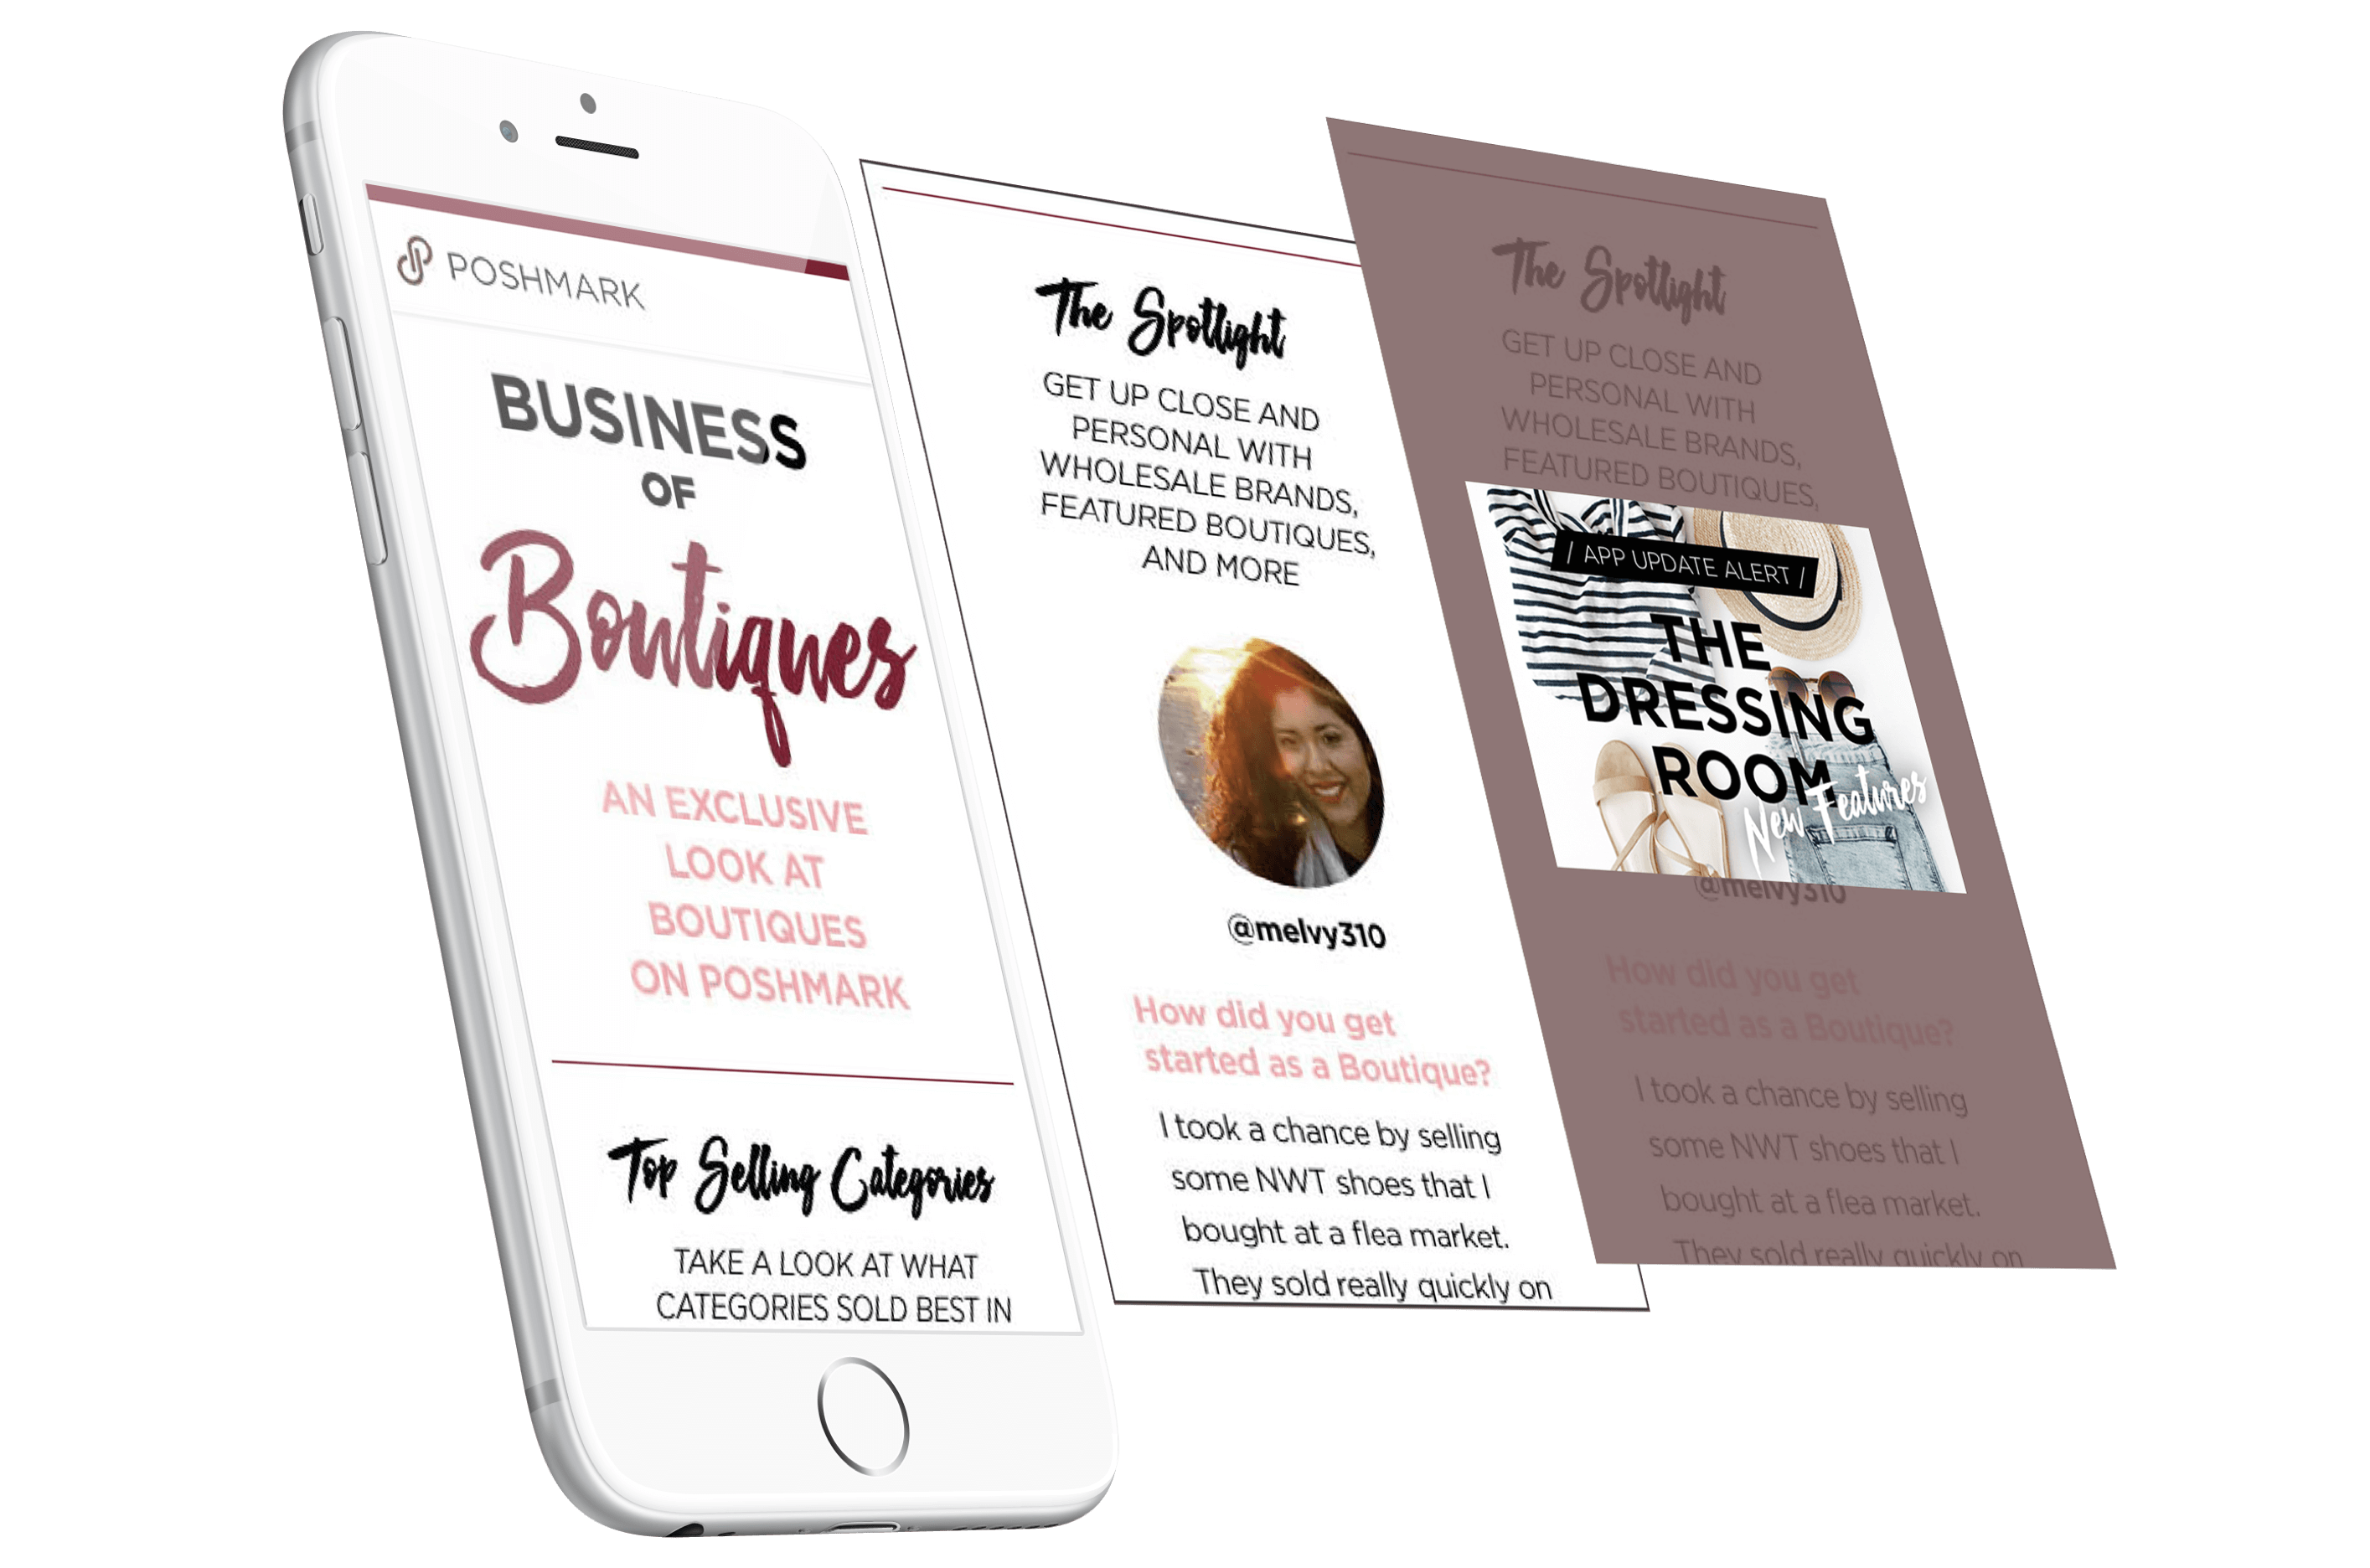 POSHMARK
BUSINESS
OF
Boutiques
AN EXCLUSIVE
LOOK AT
BOUTIQUES
ON POSHMARK
Top Selling Categories
TAKE A LOOK AT WHAT
CATEGORIES SOLD BEST IN
The Spotlight
GET UP CLOSE AND
PERSONAL WITH
WHOLESALE BRANDS,
FEATURED BOUTIQUES,
AND MORE
@melvy310
How did you get
started as a Boutique?
I took a chance by selling
some NWT shoes that I
bought at a flea market.
They sold really quickly on
The Spotlight
GET UP CLOSE AND
PERSONAL WITH
WHOLESALE BRANDS,
FEATURED BOUTIQUES,
| APP UPDATE ALERT |
THE
DRESSING
ROOM
New Features
@melvy310
How did you get
started as a Boutique?
I took a chance by selling
some NWT shoes that I
bought at a flea market.
They sold really quickly on